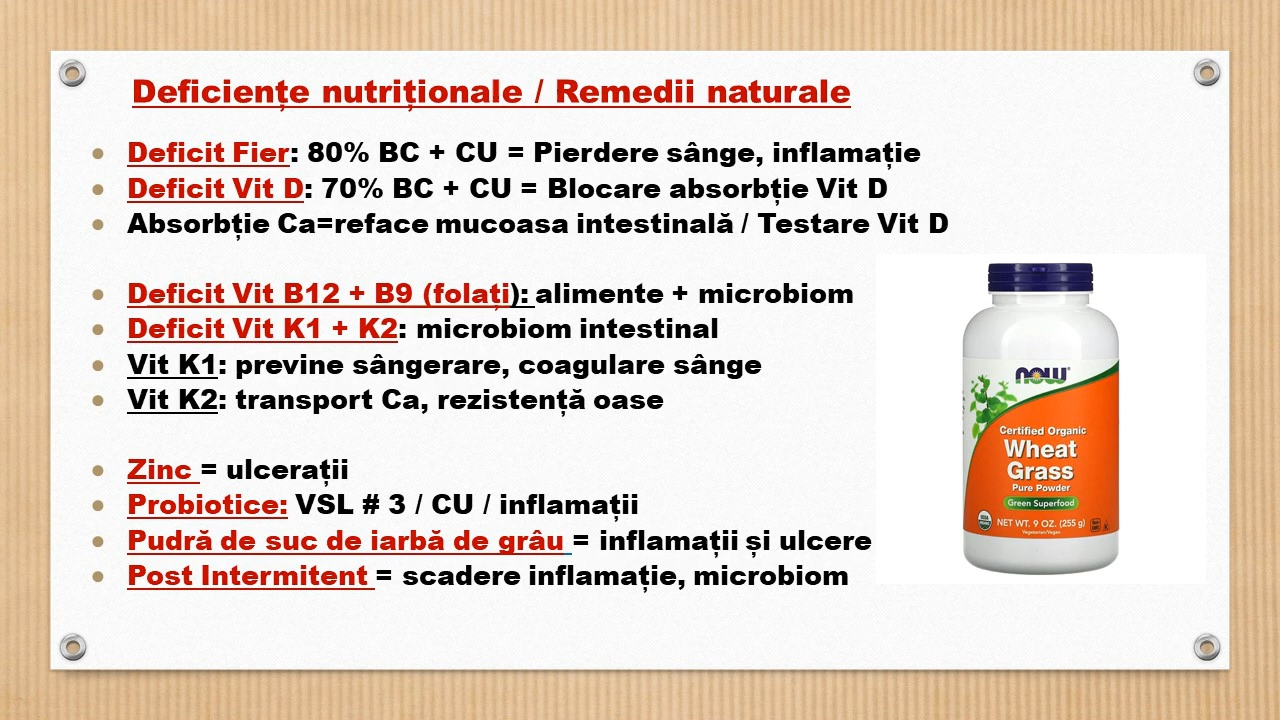 Deficiențe nutriționale / Remedii naturale
Deficit Fier: 80% BC + CU = Pierdere sânge, inflamație
Deficit Vit D: 70% BC + CU = Blocare absorbție Vit D
Absorbție Ca=reface mucoasa intestinală / Testare Vit D
Deficit Vit B12 + B9 (folați): alimente + microbiom
Deficit Vit K1 + K2: microbiom intestinal
Vit K1: previne sângerare, coagulare sânge
Vit K2: transport Ca, rezistență oase
Zinc = ulcerații
Probiotice: VSL # 3 / CU / inflamații
Pudră de suc de iarbă de grâu = inflamații și ulcere
Post Intermitent = scadere inflamație, microbiom
now
Certified Organic
Wheat
Grass
Pure Powder
Green Superfood
NET WT. 9 OZ. (255 g)
Vegetarian/Vegan